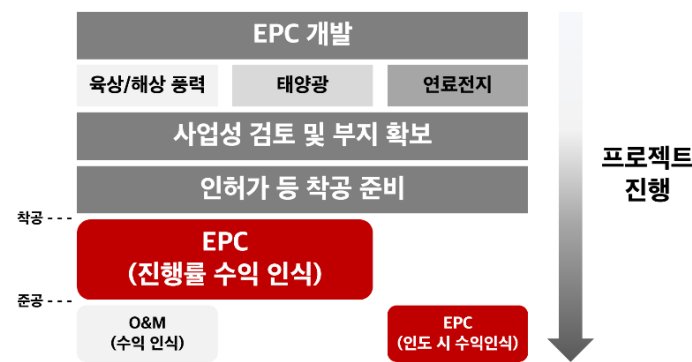 EPC 개발
육상/해상 풍력
태양광
연료전지
사업성 검토 및 부지 확보
인허가 등 착공 준비
프로젝트
진행
착공 ---
EPC
(진행률 수익 인식)
준공 ---
O&M
(수익 인식)
EPC
(인도 시 수익인식)